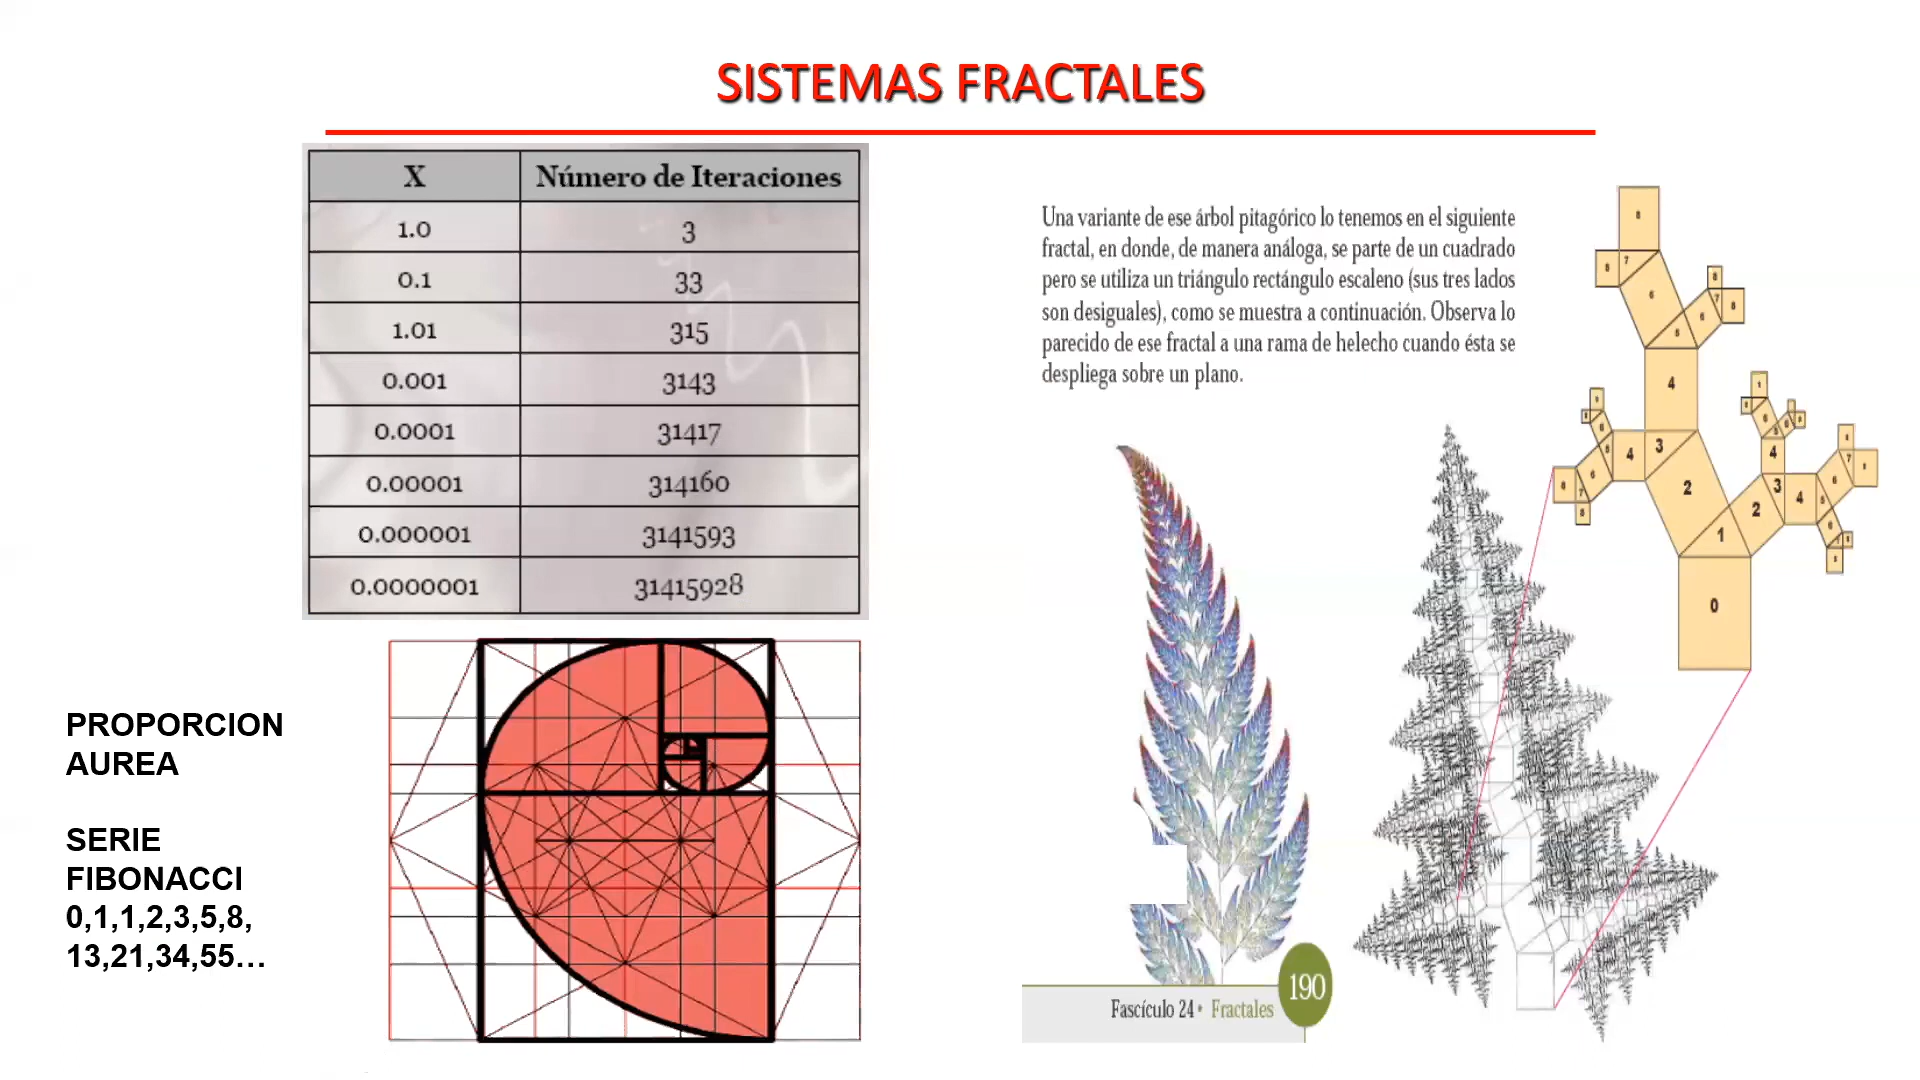 SISTEMAS FRACTALES
X Número de Iteraciones
1.0 3
0.1 33
1.01 315
0.001 3143
0.0001 31417
0.00001 314160
0.000001 3141593
0.0000001 31415928
PROPORCION
AUREA
SERIE
FIBONACCI
0,1,1,2,3,5,8,
13,21,34,55...
Una variante de ese árbol pitagórico lo tenemos en el siguiente
fractal, en donde, de manera análoga, se parte de un cuadrado
pero se utiliza un triángulo rectángulo escaleno (sus tres lados
son desiguales), como se muestra a continuación. Observa lo
parecido de ese fractal a una rama de helecho cuando ésta se
despliega sobre un plano.
4
4 3
2
4
3 4
2
1
0
190
Fascículo 24 • Fractales